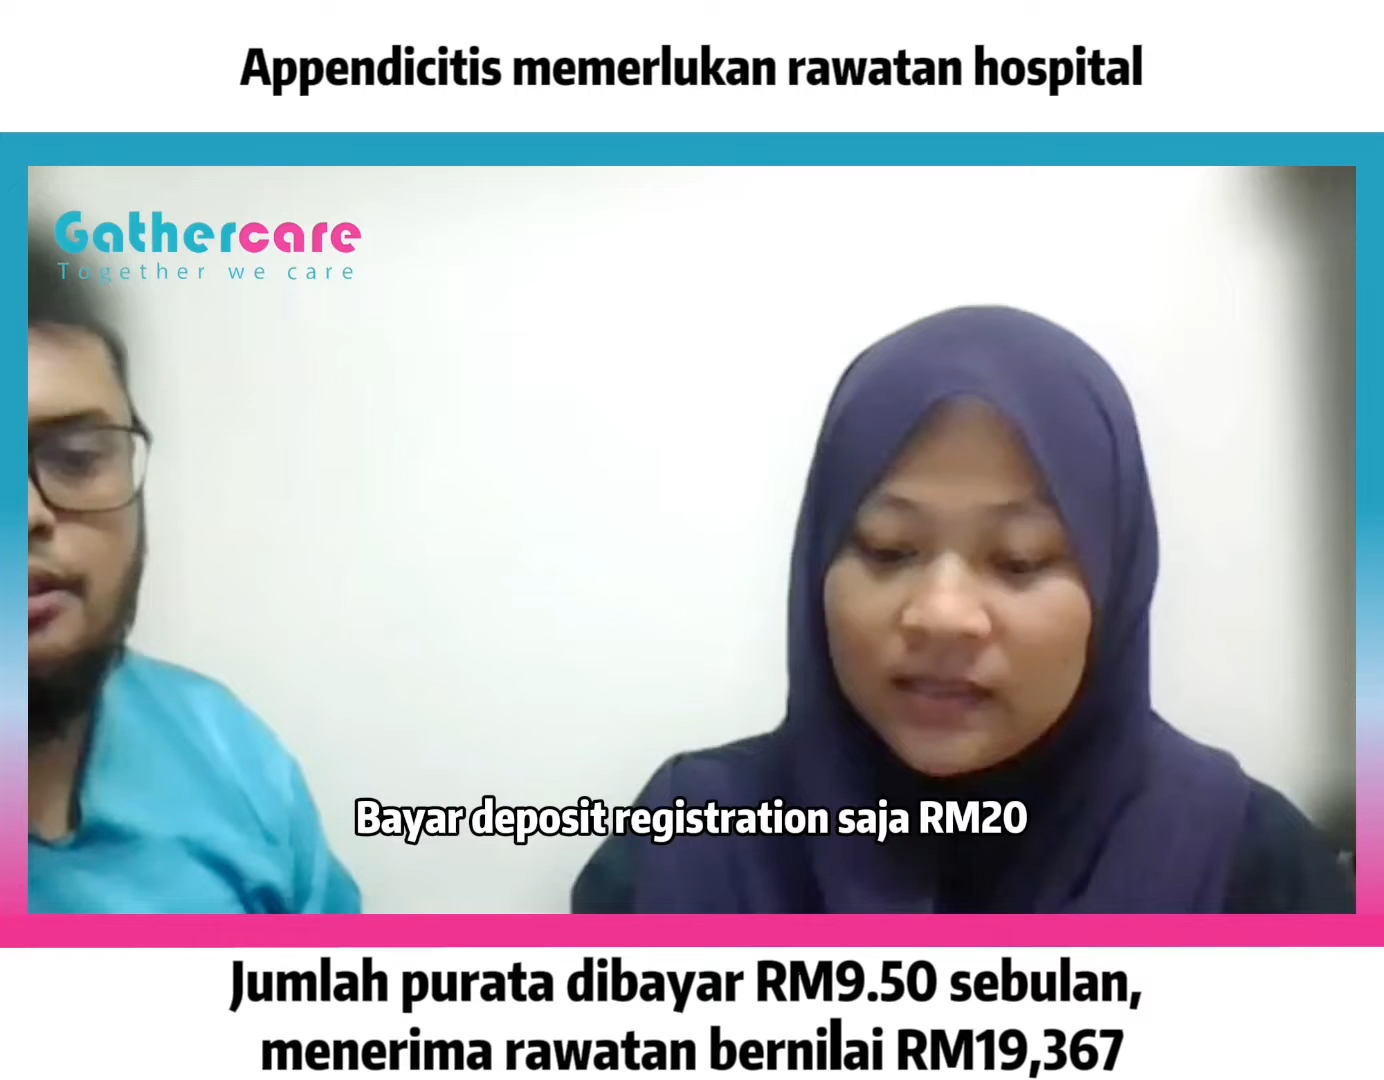 Appendicitis memerlukan rawatan hospital
Gathercare
Together we care
Bayar deposit registration saja RM20
Jumlah purata dibayar RM9.50 sebulan,
menerima rawatan bernilai RM19,367